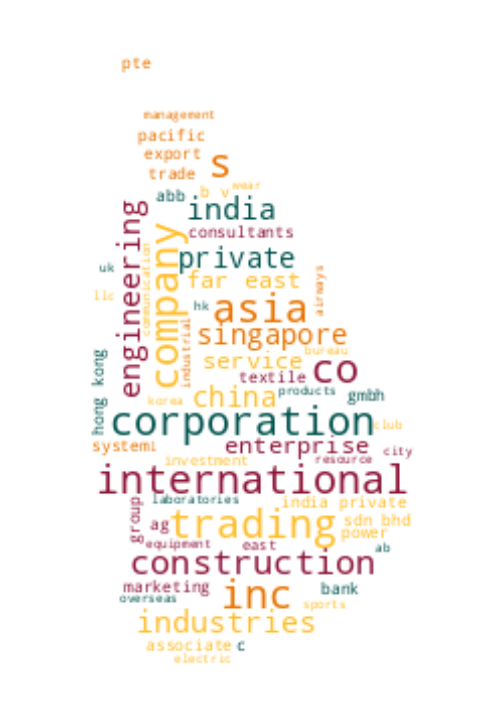 pte
management
pacific
export
s
trade
wear
abb
b v
india
engineering
consultants
company
private
communication
uk
far east
airways
llc
hk
asia
industrial
singapore
bureau
service
hong kong
textile
co
products
gmbh
korea
china
corporation
club
system
enterprise
city
investment
resource
international
group
laboratories
india private
ag
trading
sdn bhd
power
equipment
east
ab
construction
marketing
inc
bank
overseas
sports
industries
associate
c
electric